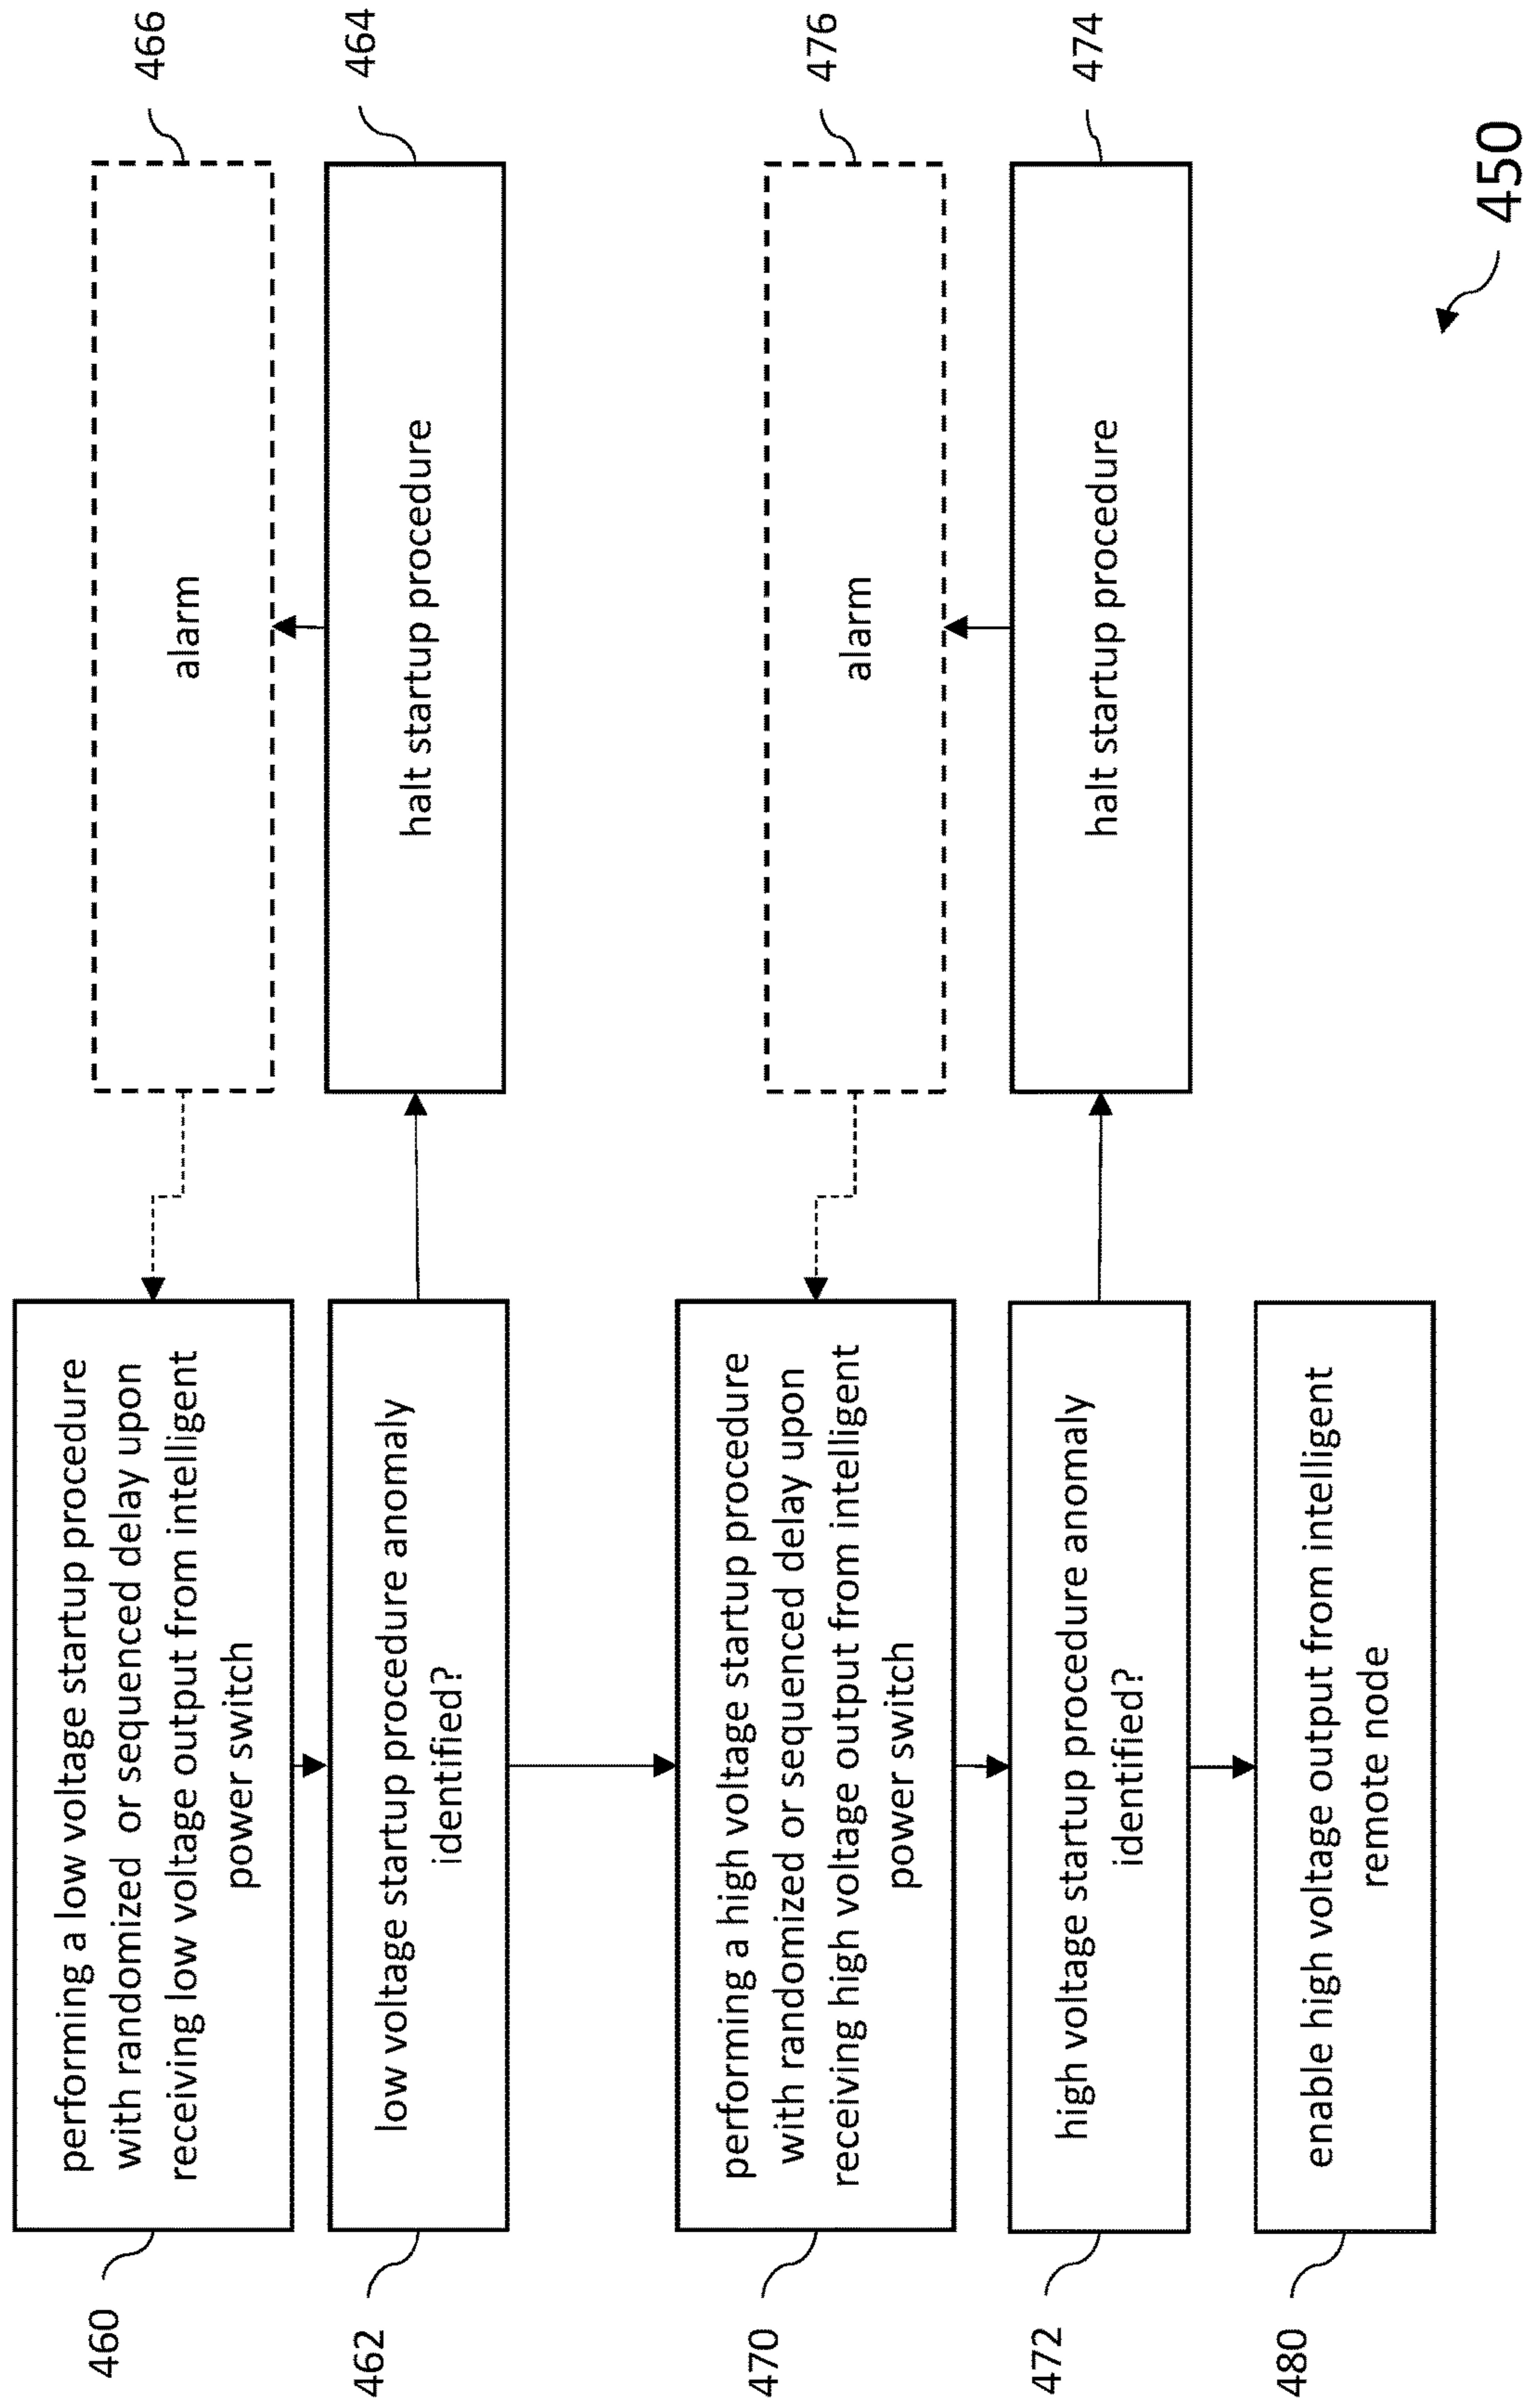 460
performing a low voltage startup procedure
with randomized or sequenced delay upon
receiving low voltage output from intelligent
power switch
alarm
466
462
low voltage startup procedure anomaly
identified?
halt startup procedure
464
470
performing a high voltage startup procedure
with randomized or sequenced delay upon
receiving high voltage output from intelligent
power switch
alarm
476
472
high voltage startup procedure anomaly
identified?
halt startup procedure
474
480
enable high voltage output from intelligent
remote node
450